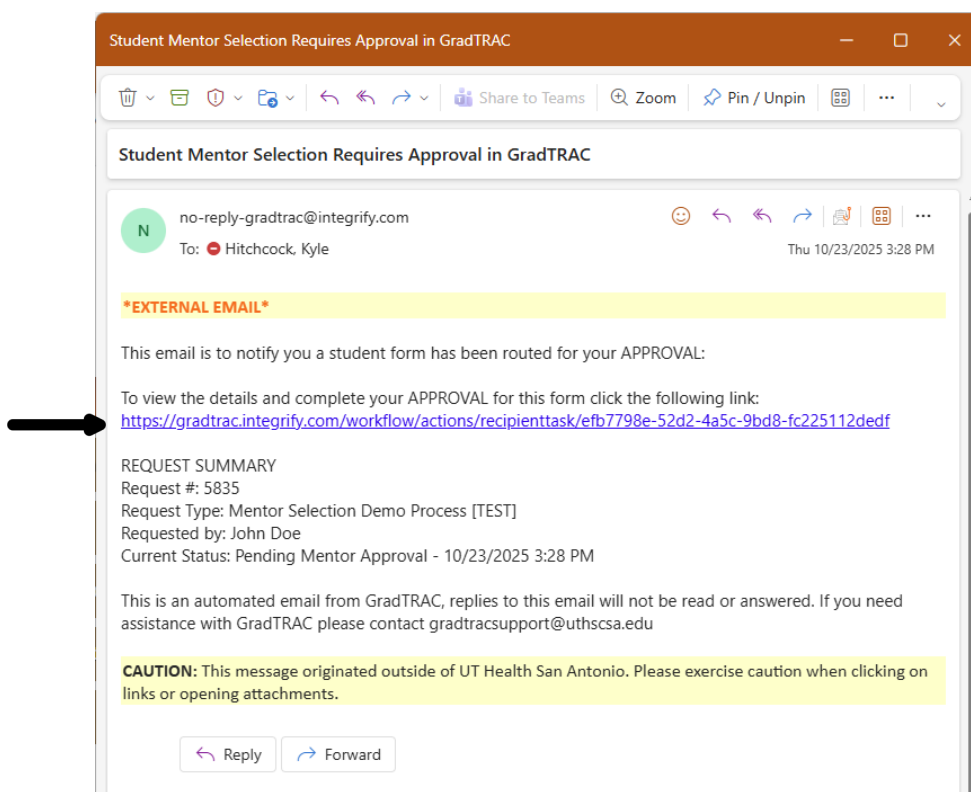 Student Mentor Selection Requires Approval in GradTRAC
Share to Teams Zoom Pin / Unpin
Student Mentor Selection Requires Approval in GradTRAC
N
no-reply-gradtrac@integrify.com
To: Hitchcock, Kyle
Thu 10/23/2025 3:28 PM
*EXTERNAL EMAIL*
This email is to notify you a student form has been routed for your APPROVAL:
To view the details and complete your APPROVAL for this form click the following link:
https://gradtrac.integrify.com/workflow/actions/recipienttask/efb7798e-52d2-4a5c-9bd8-fc225112dedf
REQUEST SUMMARY
Request #: 5835
Request Type: Mentor Selection Demo Process [TEST]
Requested by: John Doe
Current Status: Pending Mentor Approval - 10/23/2025 3:28 PM
This is an automated email from GradTRAC, replies to this email will not be read or answered. If you need
assistance with GradTRAC please contact gradtracsupport@uthscsa.edu
CAUTION: This message originated outside of UT Health San Antonio. Please exercise caution when clicking on
links or opening attachments.
Reply Forward